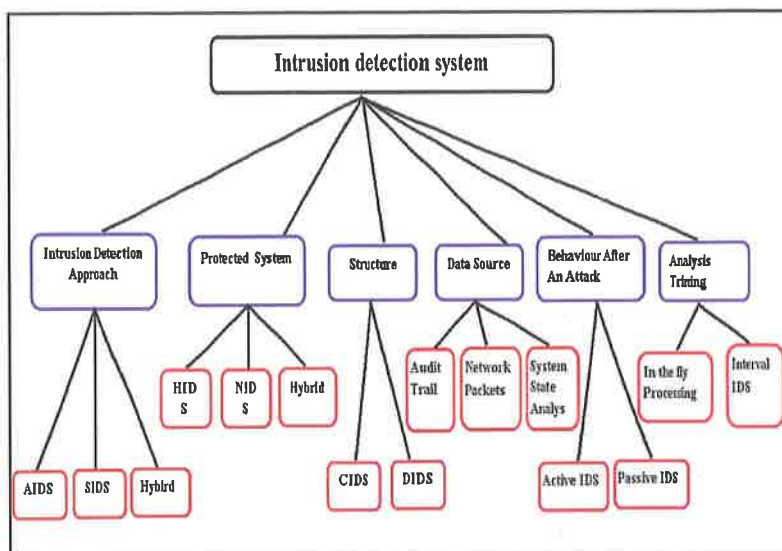 Intrusion detection system
Intrusion Detection
Approach
Protected System
Structure
Data Source
Behaviour After
An Attack
Analysis
Trining
HID
S
NID
S
Hybrid
Audit
Trail
Network
Packets
System
State
Analys
In the fly
Processing
Interval
IDS
AIDS
SIDS
Hybird
CIDS
DIDS
Active IDS
Passive IDS